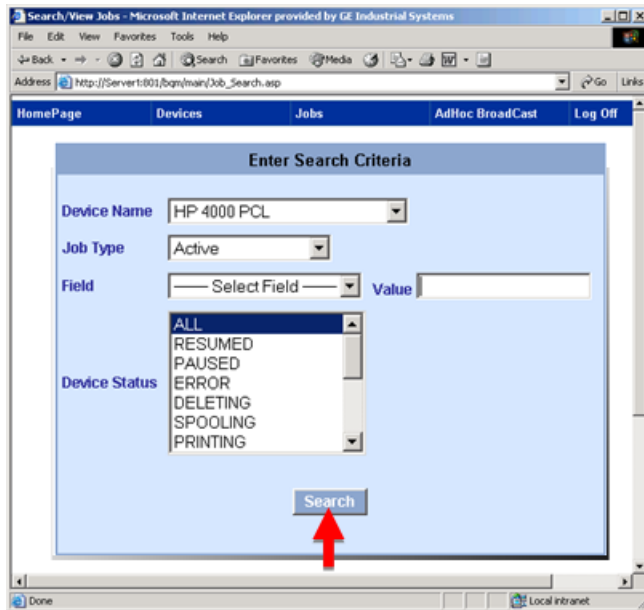 Search/View Jobs - Microsoft Internet Explorer provided by GE Industrial Systems
File Edit View Favorites Tools Help
Back Search Favorites Media
Address http://Server1:801/bqm/main/Job_Search.asp Go Links
HomePage Devices Jobs AdHoc BroadCast Log Off
Enter Search Criteria
Device Name HP 4000 PCL
Job Type Active
Field —— Select Field —— Value
ALL
RESUMED
PAUSED
Device Status ERROR
DELETING
SPOOLING
PRINTING
Search
Done Local intranet